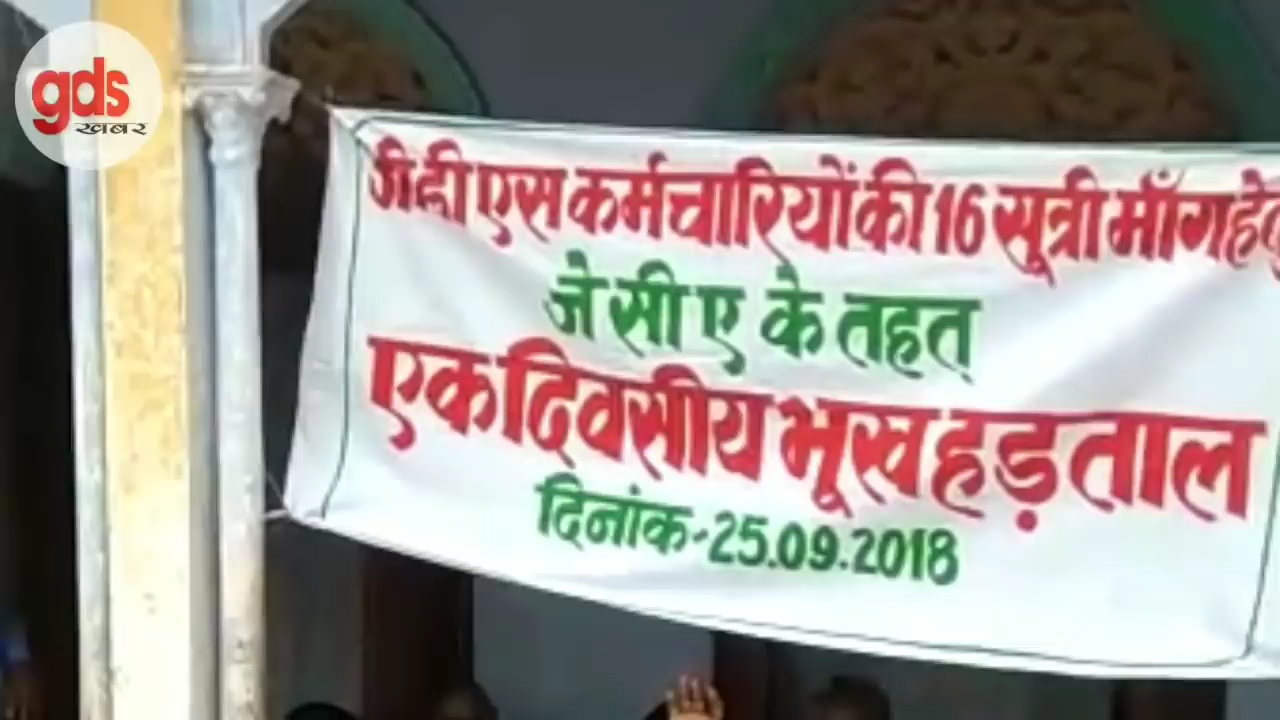 gds
खबर
जी डी एस कर्मचारियों की 16 सूत्री माँग हेतु
जे सी ए के तहत्
एक दिवसीय भूख हड़ताल
दिनांक-25.09.2018